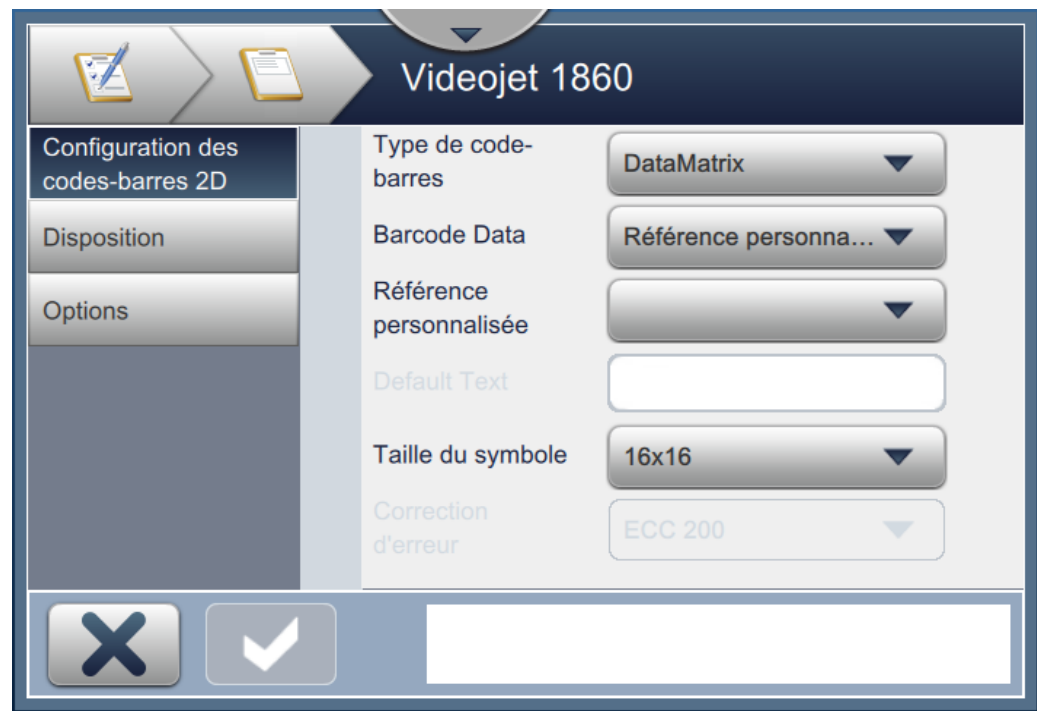 Videojet 1860
Configuration des
codes-barres 2D
Disposition
Options
Type de code-
barres
DataMatrix
Barcode Data
Référence personna...
Référence
personnalisée
Default Text
Taille du symbole
16x16
Correction
d'erreur
ECC 200